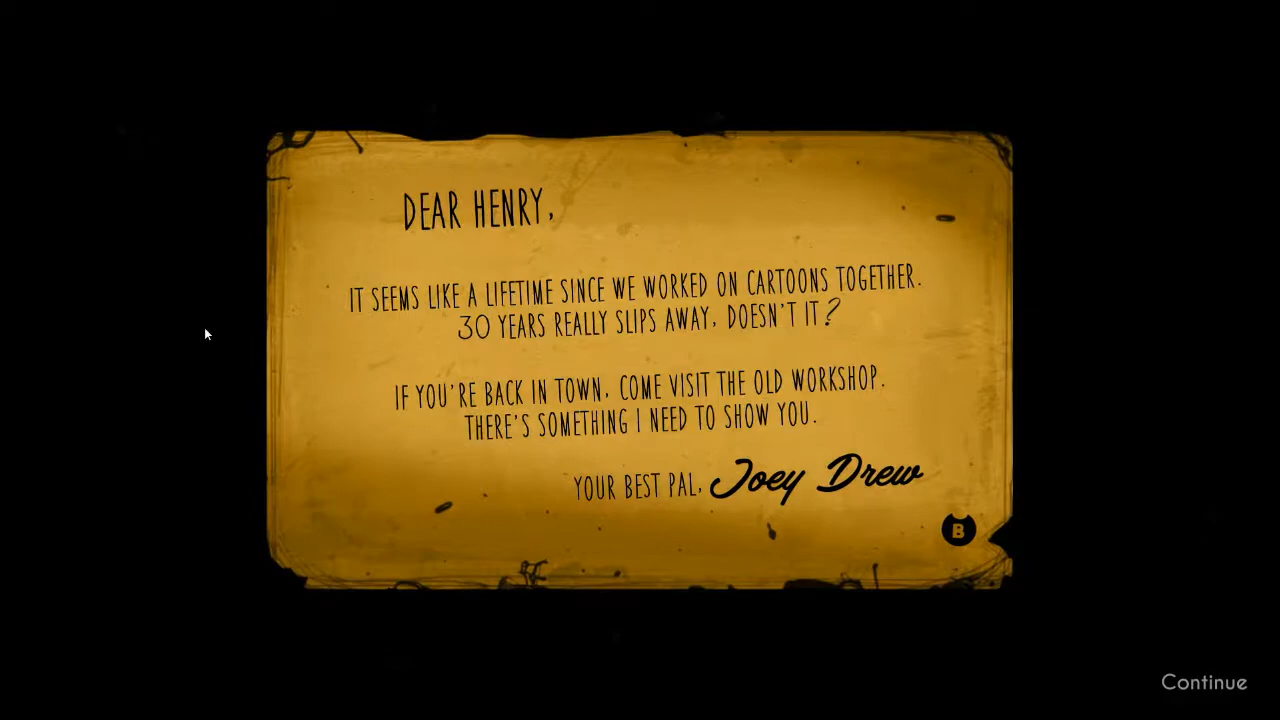 DEAR HENRY,
IT SEEMS LIKE A LIFETIME SINCE WE WORKED ON CARTOONS TOGETHER.
30 YEARS REALLY SLIPS AWAY, DOESN'T IT?
IF YOU'RE BACK IN TOWN, COME VISIT THE OLD WORKSHOP.
THERE'S SOMETHING I NEED TO SHOW YOU.
YOUR BEST PAL, Joey Drew
B
Continue